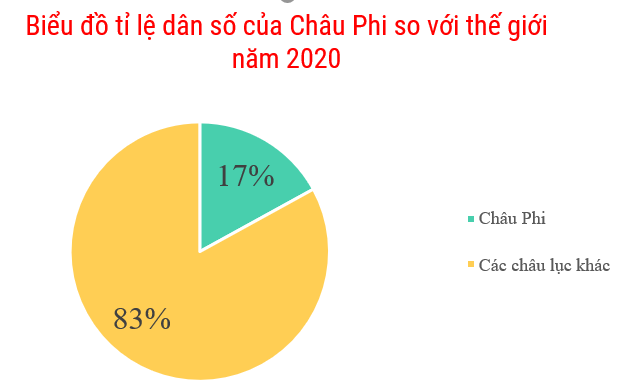 Biểu đồ tỉ lệ dân số của Châu Phi so với thế giới
năm 2020
17%
Châu Phi
Các châu lục khác
83%